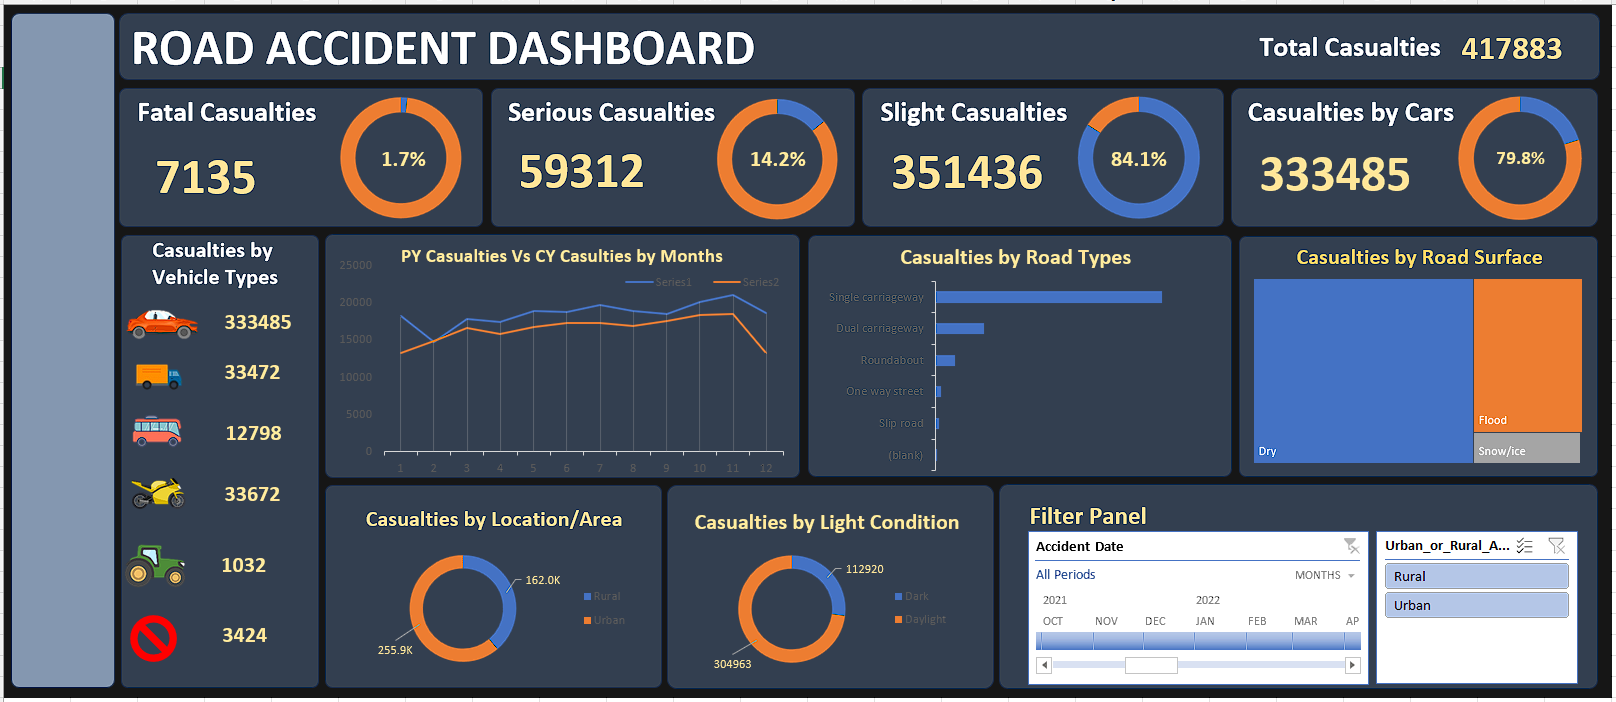 ROAD ACCIDENT DASHBOARD
Total Casualties 417883
Fatal Casualties
7135
1.7%
Serious Casualties
59312
14.2%
Slight Casualties
351436
84.1%
Casualties by Cars
333485
79.8%
Casualties by
Vehicle Types
333485
33472
12798
33672
1032
3424
PY Casualties Vs CY Casulties by Months
Series1 Series2
25000
20000
15000
10000
5000
0
1 2 3 4 5 6 7 8 9 10 11 12
Casualties by Road Types
Single carriageway
Dual carriageway
Roundabout
One way street
Slip road
(blank)
Casualties by Road Surface
Dry
Flood
Snow/ice
Casualties by Location/Area
162.0K
255.9K
Rural
Urban
Casualties by Light Condition
112920
304963
Dark
Daylight
Filter Panel
Accident Date
All Periods MONTHS
2021 2022
OCT NOV DEC JAN FEB MAR AP
Urban_or_Rural_A...
Rural
Urban